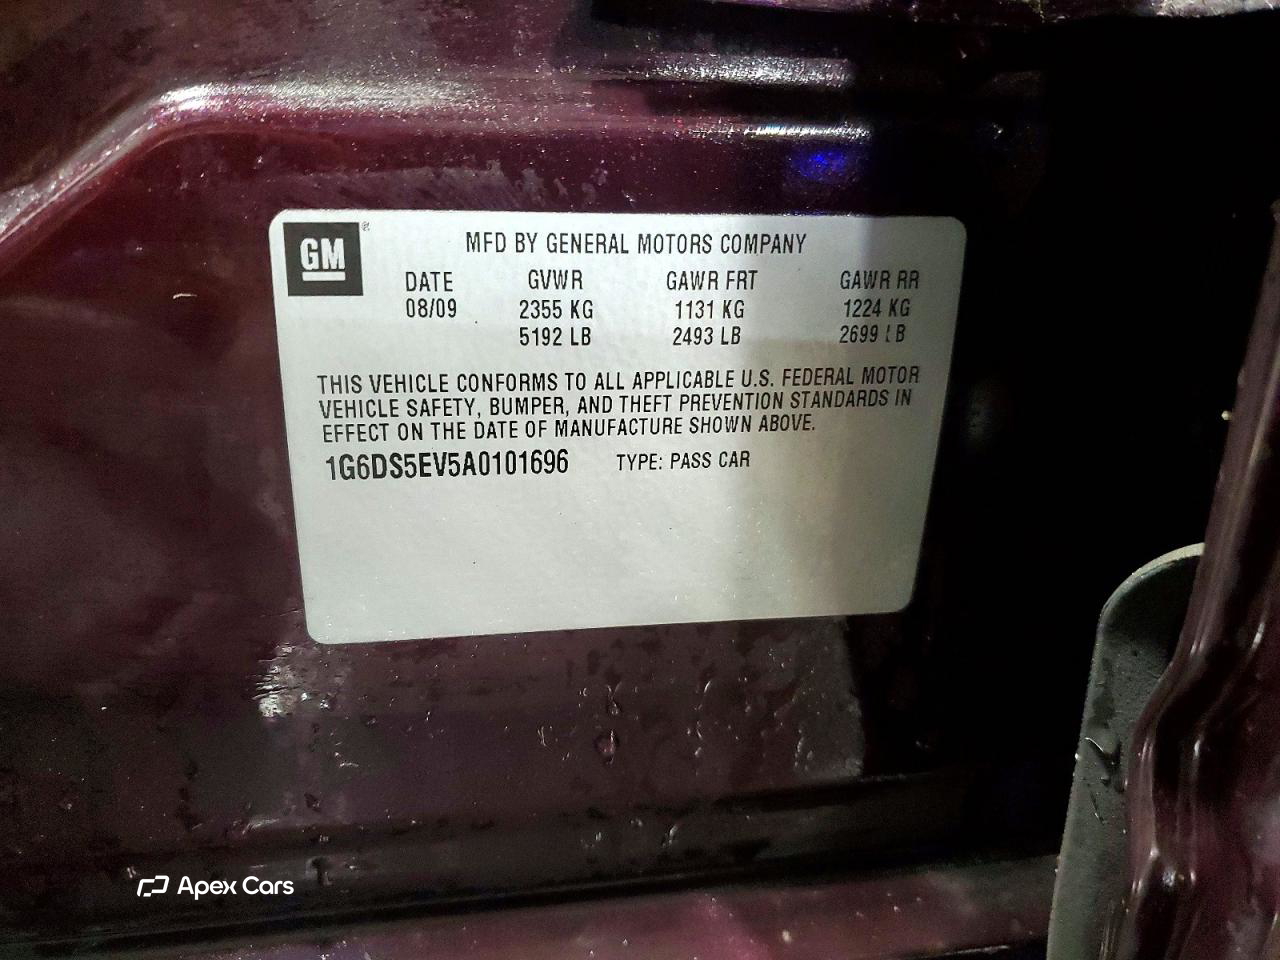 GM ®
MFD BY GENERAL MOTORS COMPANY
DATE GVWR GAWR FRT GAWR RR
08/09 2355 KG 1131 KG 1224 KG
5192 LB 2493 LB 2699 LB
THIS VEHICLE CONFORMS TO ALL APPLICABLE U.S. FEDERAL MOTOR
VEHICLE SAFETY, BUMPER, AND THEFT PREVENTION STANDARDS IN
EFFECT ON THE DATE OF MANUFACTURE SHOWN ABOVE.
1G6DS5EV5A0101696 TYPE: PASS CAR
Apex Cars